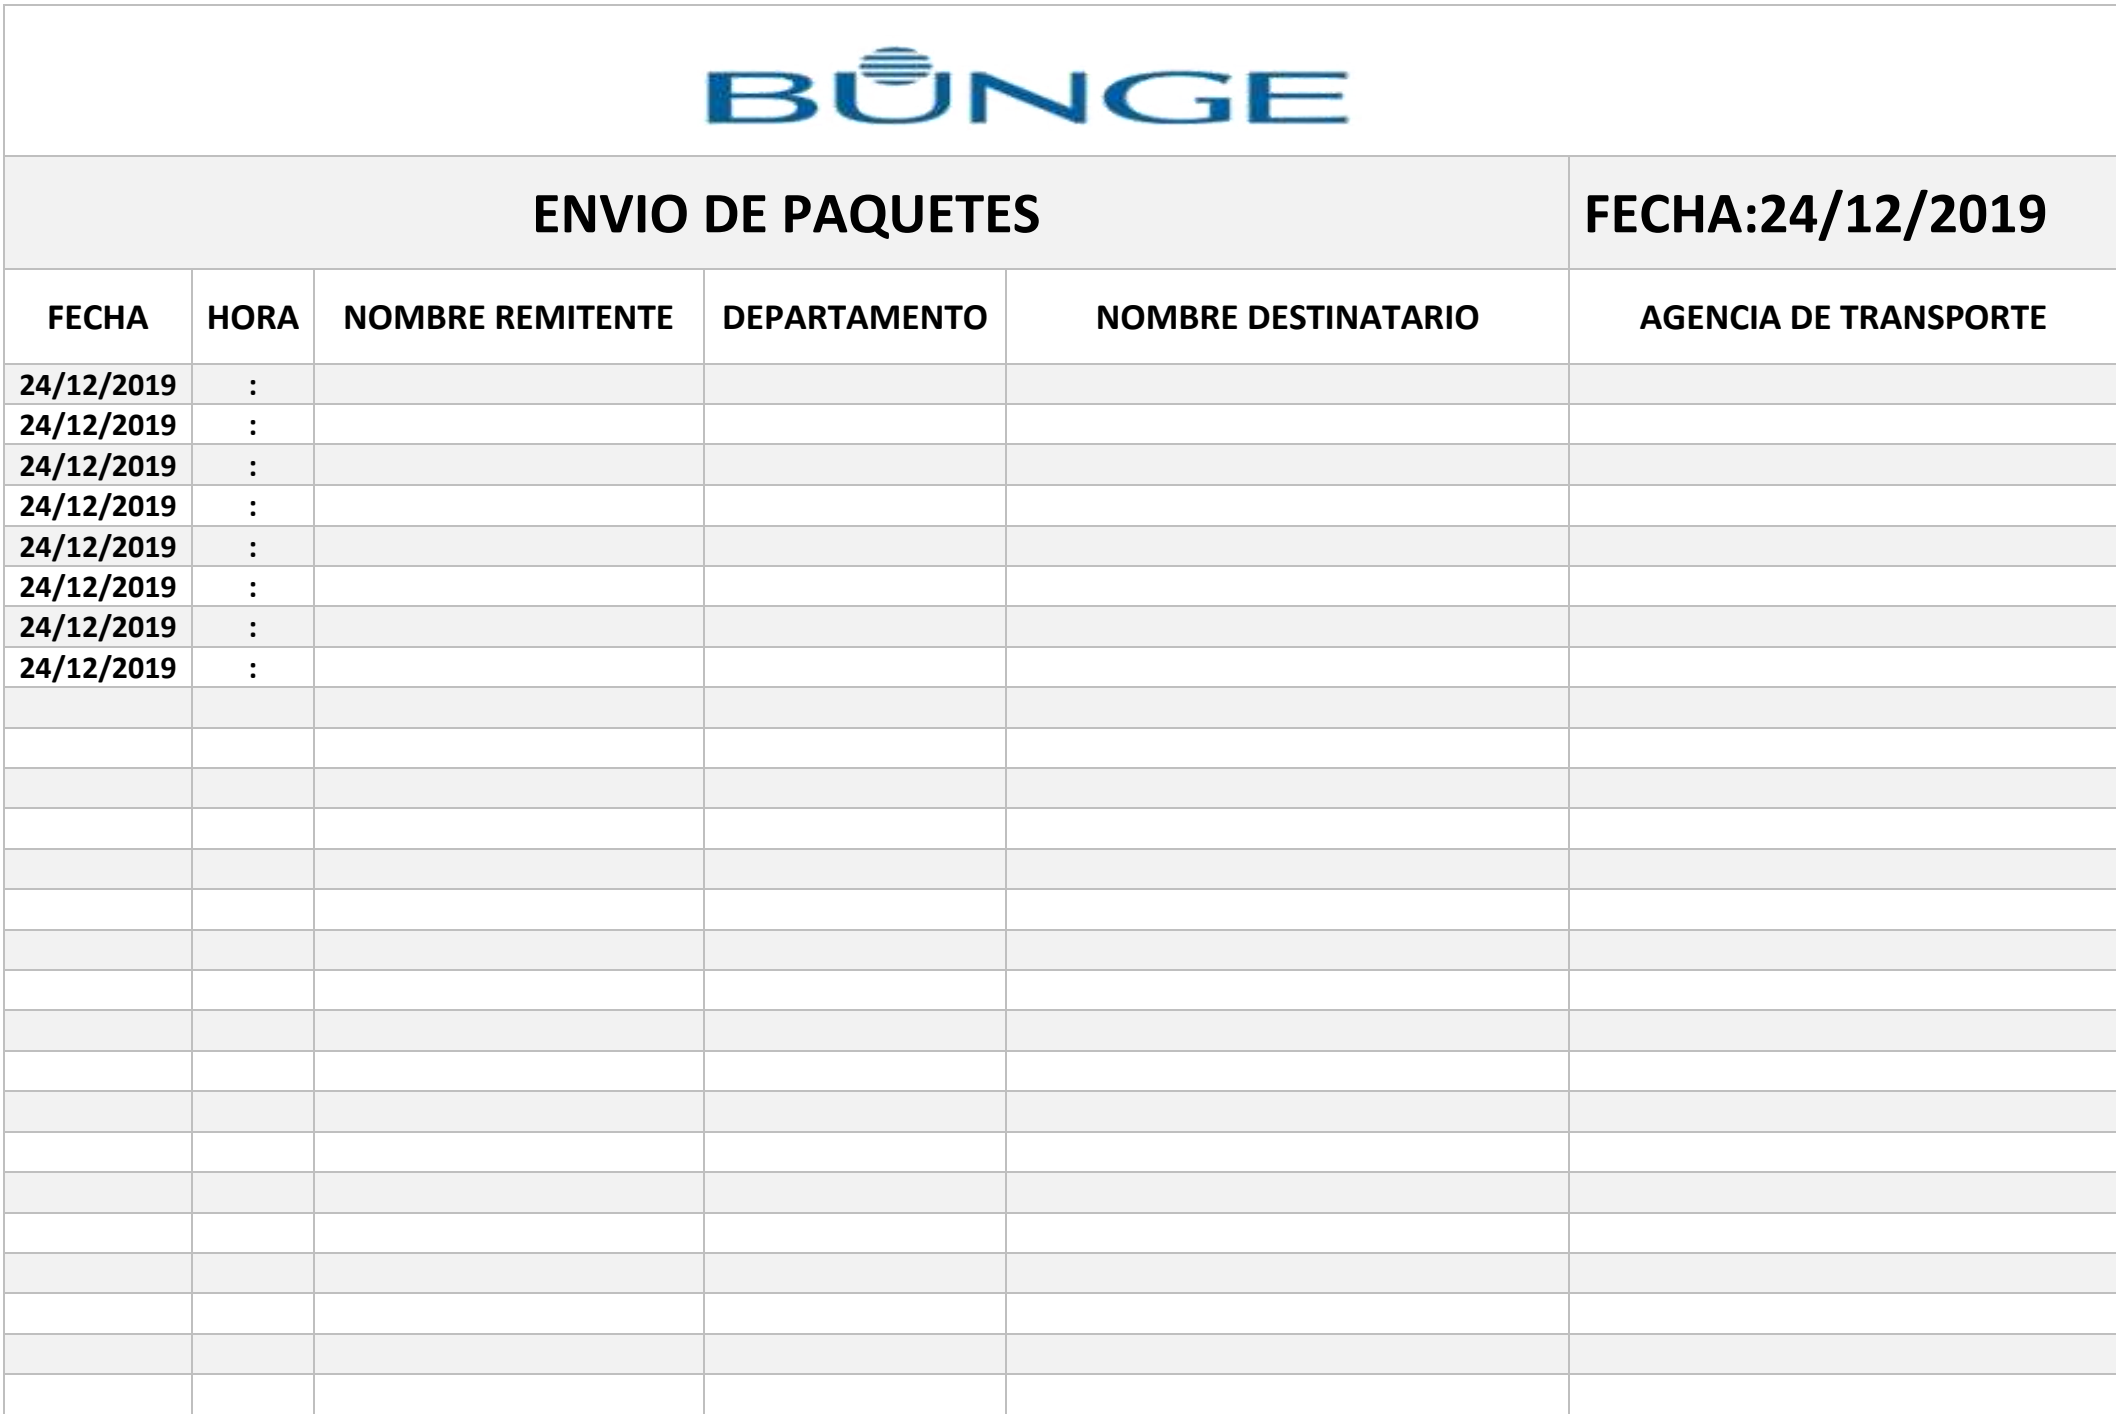 BUNGE
ENVIO DE PAQUETES FECHA:24/12/2019
FECHA HORA NOMBRE REMITENTE DEPARTAMENTO NOMBRE DESTINATARIO AGENCIA DE TRANSPORTE
24/12/2019 :
24/12/2019 :
24/12/2019 :
24/12/2019 :
24/12/2019 :
24/12/2019 :
24/12/2019 :
24/12/2019 :